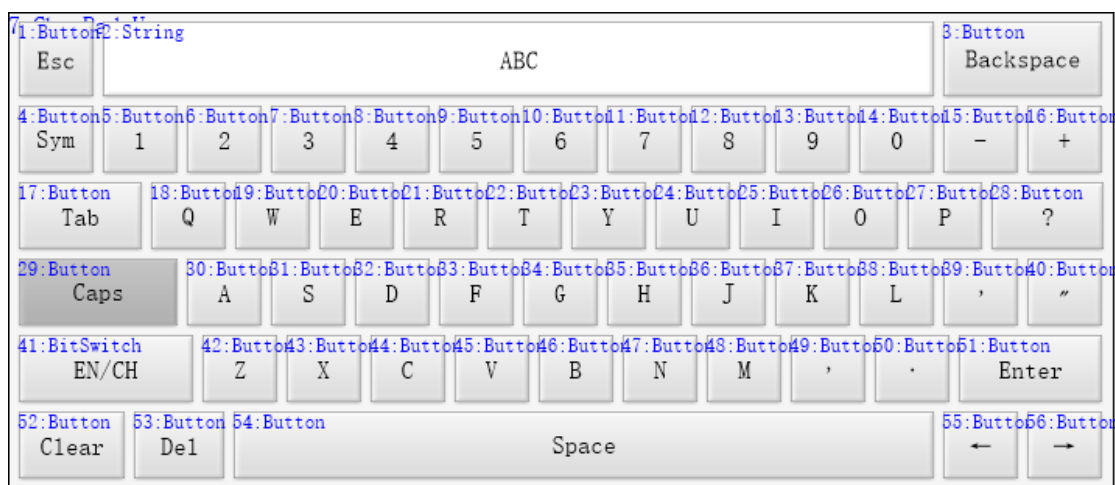 1:Button 2:String 3:Button
Esc ABC Backspace
4:Button 5:Button 6:Button 7:Button 8:Button 9:Button 10:Butto 11:Butto 12:Butto 13:Butto 14:Butto 15:Butto 16:Button
Sym 1 2 3 4 5 6 7 8 9 0 - +
17:Button 18:Butto 19:Butto 20:Butto 21:Butto 22:Butto 23:Butto 24:Butto 25:Butto 26:Butto 27:Butto 28:Button
Tab Q W E R T Y U I O P ?
29:Button 30:Butto 31:Butto 32:Butto 33:Butto 34:Butto 35:Butto 36:Butto 37:Butto 38:Butto 39:Butto 40:Button
Caps A S D F G H J K L ' "
41:BitSwitch 42:Butto 43:Butto 44:Butto 45:Butto 46:Butto 47:Butto 48:Butto 49:Butto 50:Butto 51:Button
EN/CH Z X C V B N M , . Enter
52:Button 53:Button 54:Button 55:Butto 56:Button
Clear Del Space ← →